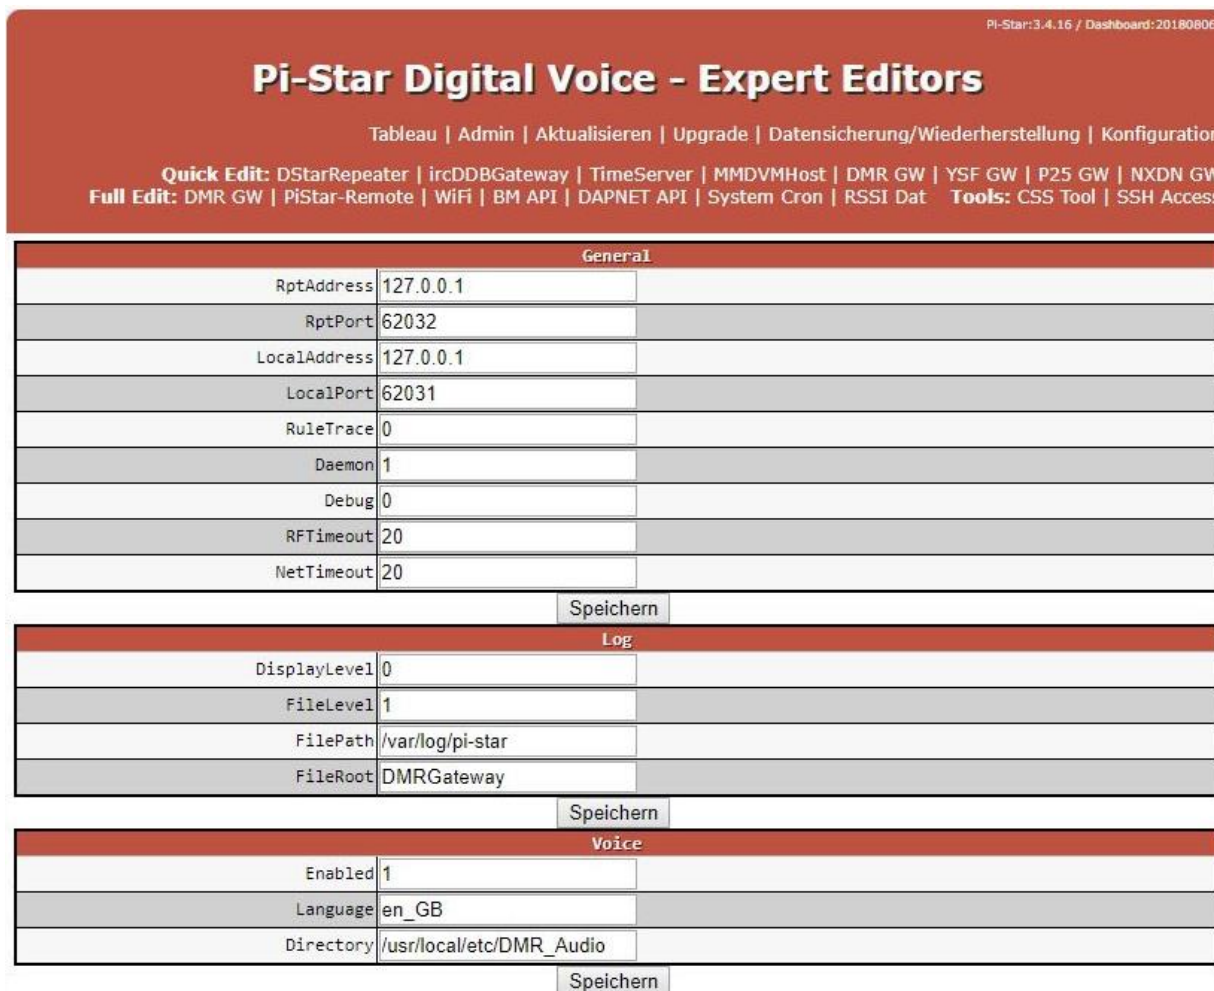 Pi-Star:3.4.16 / Dashboard:20180806
Pi-Star Digital Voice - Expert Editors
Tableau | Admin | Aktualisieren | Upgrade | Datensicherung/Wiederherstellung | Konfiguration
Quick Edit: DStarRepeater | ircDDBGateway | TimeServer | MMDVMHost | DMR GW | YSF GW | P25 GW | NXDN GW
Full Edit: DMR GW | PiStar-Remote | WiFi | BM API | DAPNET API | System Cron | RSSI Dat Tools: CSS Tool | SSH Access
General
RptAddress 127.0.0.1
RptPort 62032
LocalAddress 127.0.0.1
LocalPort 62031
RuleTrace 0
Daemon 1
Debug 0
RFTimeout 20
NetTimeout 20
Speichern
Log
DisplayLevel 0
FileLevel 1
FilePath /var/log/pi-star
FileRoot DMRGateway
Speichern
Voice
Enabled 1
Language en_GB
Directory /usr/local/etc/DMR_Audio
Speichern